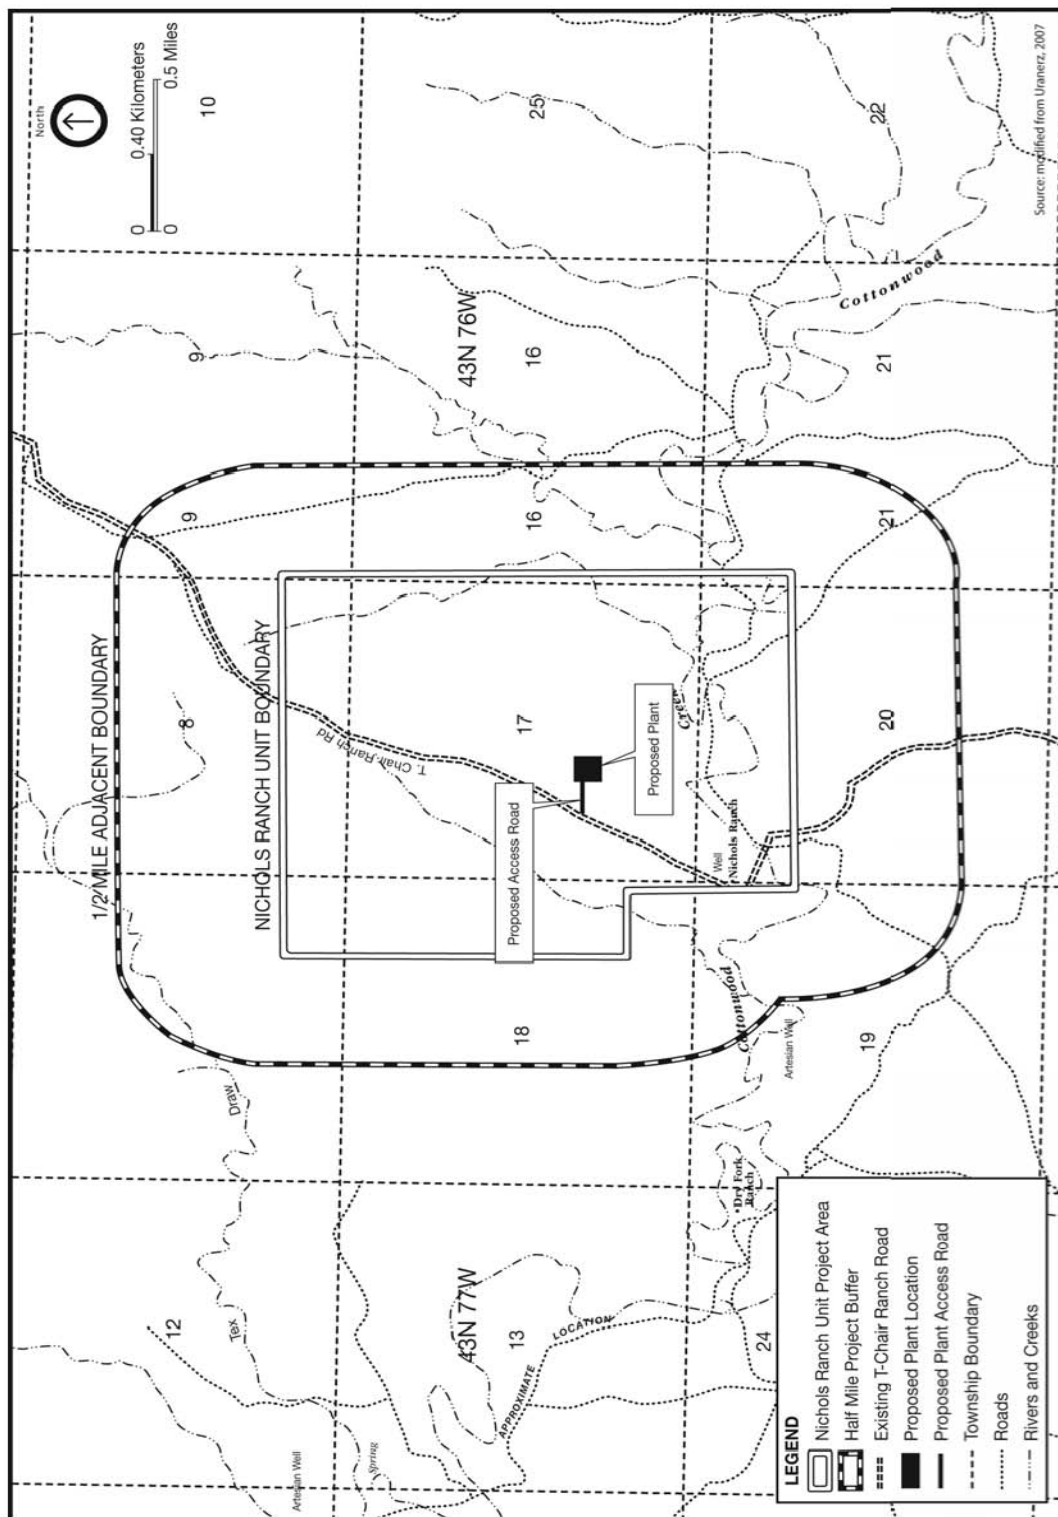 North
0 0.40 Kilometers
0 0.5 Miles
10
9
9
8
12
1/2 MILE ADJACENT BOUNDARY
NICHOLS RANCH UNIT BOUNDARY
T. Chair Ranch Rd
Draw
Tex
Artesian Well
Spring
43N 77W
13
APPROXIMATE LOCATION
18
17
16
43N 76W
16
25
Proposed Access Road
Proposed Plant
Creek
Well
Nichols Ranch
Cottonwood
Artesian Well
Dry Fork
Ranch
24
19
20
21
21
22
Cottonwood
LEGEND
Nichols Ranch Unit Project Area
Half Mile Project Buffer
Existing T-Chair Ranch Road
Proposed Plant Location
Proposed Plant Access Road
Township Boundary
Roads
Rivers and Creeks
Source: modified from Uranerz, 2007